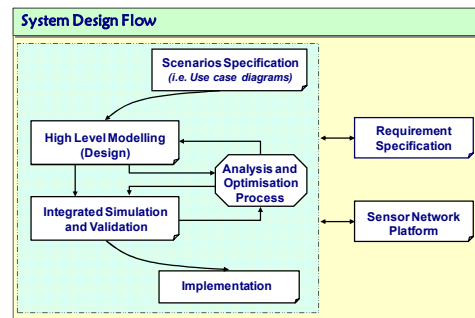 System Design Flow
Scenarios Specification
(i.e. Use case diagrams)
High Level Modelling
(Design)
Analysis and
Optimisation
Process
Integrated Simulation
and Validation
Implementation
Requirement
Specification
Sensor Network
Platform